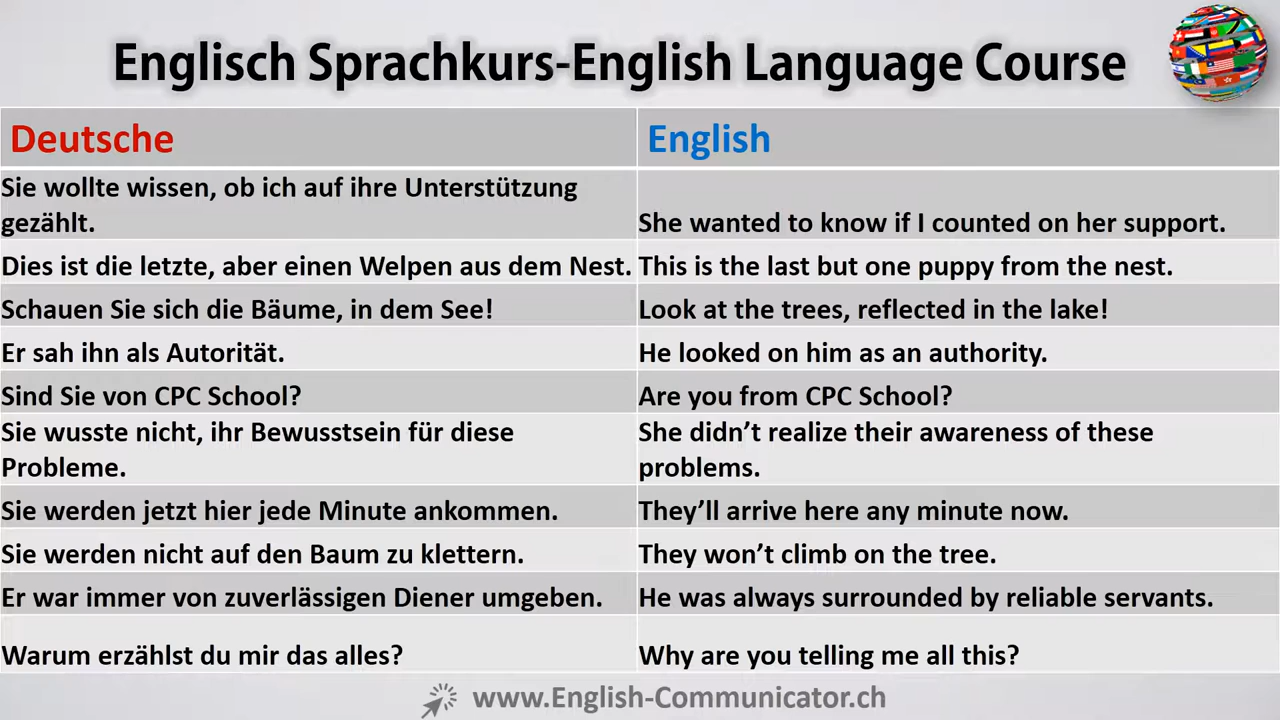 Englisch Sprachkurs-English Language Course
Deutsche
English
Sie wollte wissen, ob ich auf ihre Unterstützung
gezählt.
She wanted to know if I counted on her support.
Dies ist die letzte, aber einen Welpen aus dem Nest.
This is the last but one puppy from the nest.
Schauen Sie sich die Bäume, in dem See!
Look at the trees, reflected in the lake!
Er sah ihn als Autorität.
He looked on him as an authority.
Sind Sie von CPC School?
Are you from CPC School?
Sie wusste nicht, ihr Bewusstsein für diese
Probleme.
She didn’t realize their awareness of these
problems.
Sie werden jetzt hier jede Minute ankommen.
They’ll arrive here any minute now.
Sie werden nicht auf den Baum zu klettern.
They won’t climb on the tree.
Er war immer von zuverlässigen Diener umgeben.
He was always surrounded by reliable servants.
Warum erzählst du mir das alles?
Why are you telling me all this?
www.English-Communicator.ch